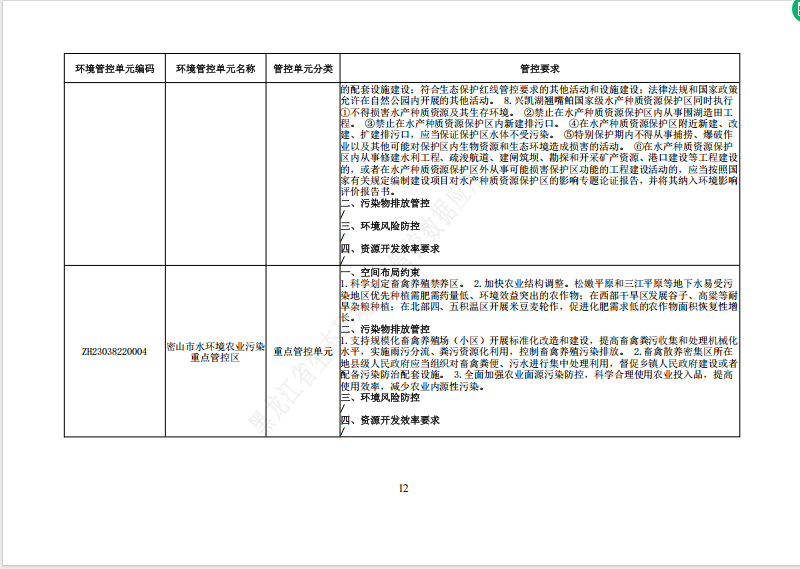 环境管控单元编码 环境管控单元名称 管控单元分类 管控要求
的配套设施建设；符合生态保护红线管控要求的其他活动和设施建设；法律法规和国家政策
允许在自然公园内开展的其他活动。 8.兴凯湖翘嘴鲌国家级水产种质资源保护区同时执行
①不得损害水产种质资源及其生存环境。 ②禁止在水产种质资源保护区内从事围湖造田工
程。 ③禁止在水产种质资源保护区内新建排污口。 ④在水产种质资源保护区附近新建、改
建、扩建排污口，应当保证保护区水体不受污染。 ⑤特别保护期内不得从事捕捞、爆破作
业以及其他可能对保护区内生物资源和生态环境造成损害的活动。 ⑥在水产种质资源保护
区内从事修建水利工程、疏浚航道、建闸筑坝、勘探和开采矿产资源、港口建设等工程建设
的，或者在水产种质资源保护区外从事可能损害保护区功能的工程建设活动的，应当按照国
家有关规定编制建设项目对水产种质资源保护区的影响专题论证报告，并将其纳入环境影响
评价报告书。
二、污染物排放管控
/
三、环境风险防控
/
四、资源开发效率要求
/
ZH23038220004
密山市水环境农业污染
重点管控区
重点管控单元
一、空间布局约束
1.科学划定畜禽养殖禁养区。 2.加快农业结构调整。松嫩平原和三江平原等地下水易受污
染地区优先种植需肥需药量低、环境效益突出的农作物；在西部干旱区发展谷子、高粱等耐
旱杂粮种植；在北部四、五积温区开展米豆麦轮作，促进化肥需求低的农作物面积恢复性增
长。
二、污染物排放管控
1.支持规模化畜禽养殖场（小区）开展标准化改造和建设，提高畜禽粪污收集和处理机械化
水平，实施雨污分流、粪污资源化利用，控制畜禽养殖污染排放。 2.畜禽散养密集区所在
地县级人民政府应当组织对畜禽粪便、污水进行集中处理利用，督促乡镇人民政府建设或者
配备污染防治配套设施。 3.全面加强农业面源污染防控，科学合理使用农业投入品，提高
使用效率，减少农业内源性污染。
三、环境风险防控
/
四、资源开发效率要求
/
12